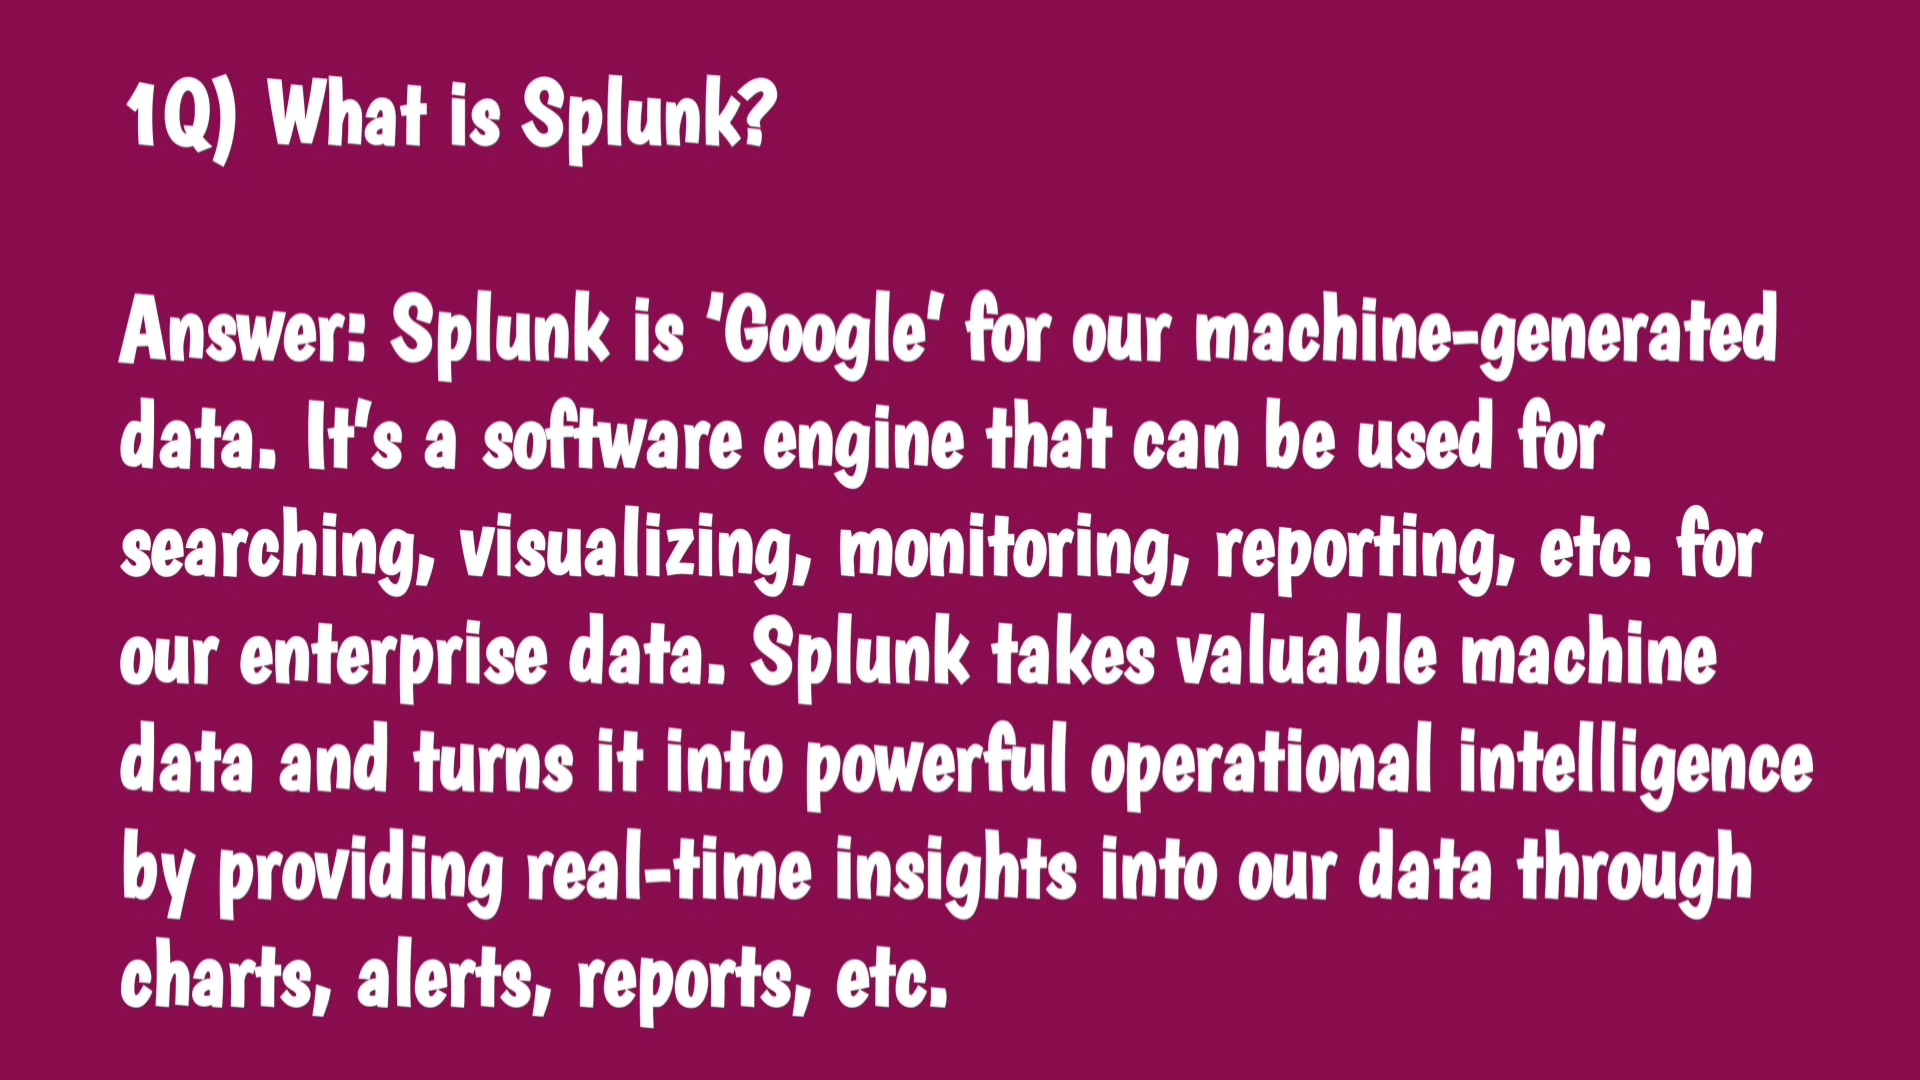 1Q) What is Splunk?
Answer: Splunk is ‘Google’ for our machine-generated
data. It’s a software engine that can be used for
searching, visualizing, monitoring, reporting, etc. for
our enterprise data. Splunk takes valuable machine
data and turns it into powerful operational intelligence
by providing real-time insights into our data through
charts, alerts, reports, etc.